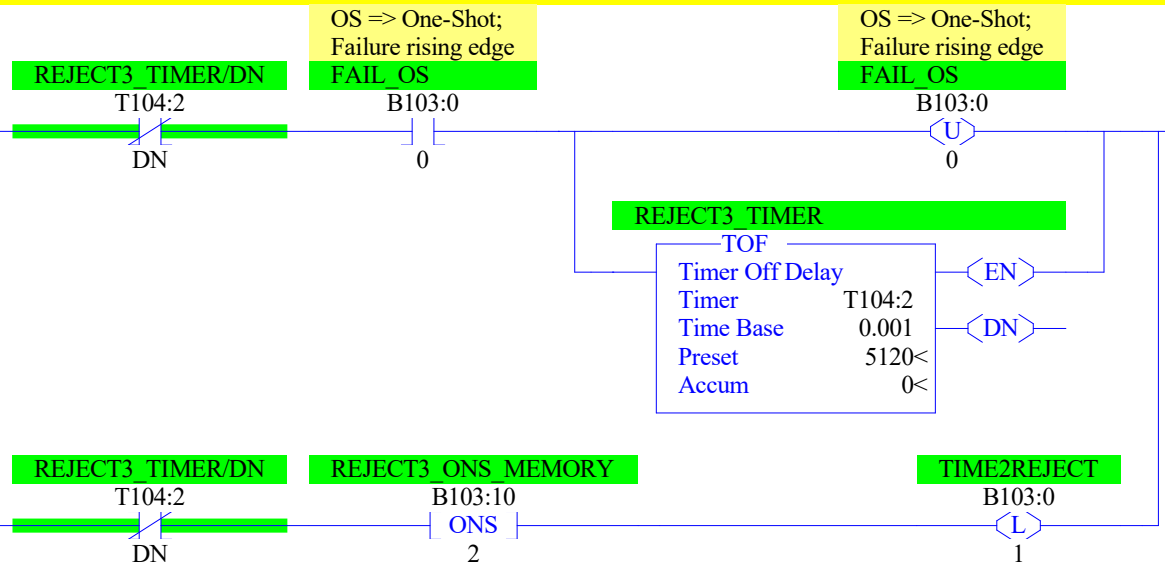 OS => One-Shot;
Failure rising edge
OS => One-Shot;
Failure rising edge
REJECT3_TIMER/DN
FAIL_OS
FAIL_OS
T104:2
B103:0
B103:0
U
DN
0
0
REJECT3_TIMER
TOF
Timer Off Delay
EN
Timer T104:2
Time Base 0.001
DN
Preset 5120<
Accum 0<
REJECT3_TIMER/DN
REJECT3_ONS_MEMORY
TIME2REJECT
T104:2
B103:10
B103:0
ONS
L
DN
2
1